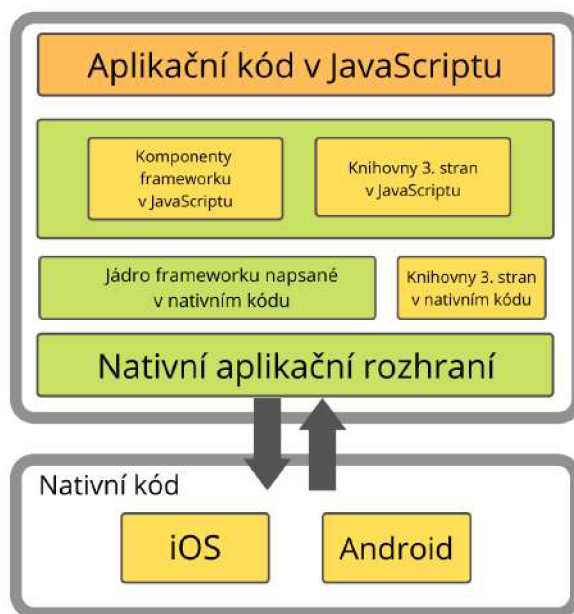 Aplikační kód v JavaScriptu
Komponenty
frameworku
v JavaScriptu
Knihovny 3. stran
v JavaScriptu
Jádro frameworku napsané
v nativním kódu
Knihovny 3. stran
v nativním kódu
Nativní aplikační rozhraní
Nativní kód
iOS
Android